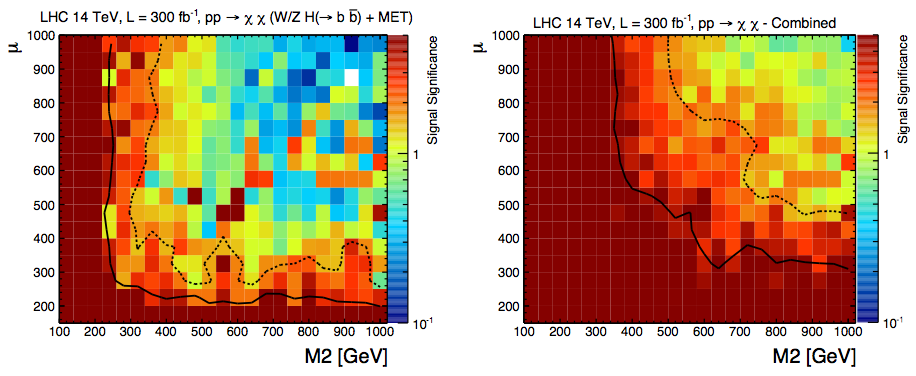 LHC 14 TeV, L = 300 fb⁻¹, pp → χ χ (W/Z H(→ b b̅) + MET)
μ
1000
900
800
700
600
500
400
300
200
100 200 300 400 500 600 700 800 900 1000
M2 [GeV]
Signal Significance
1
10⁻¹
LHC 14 TeV, L = 300 fb⁻¹, pp → χ χ - Combined
μ
1000
900
800
700
600
500
400
300
200
100 200 300 400 500 600 700 800 900 1000
M2 [GeV]
Signal Significance
1
10⁻¹